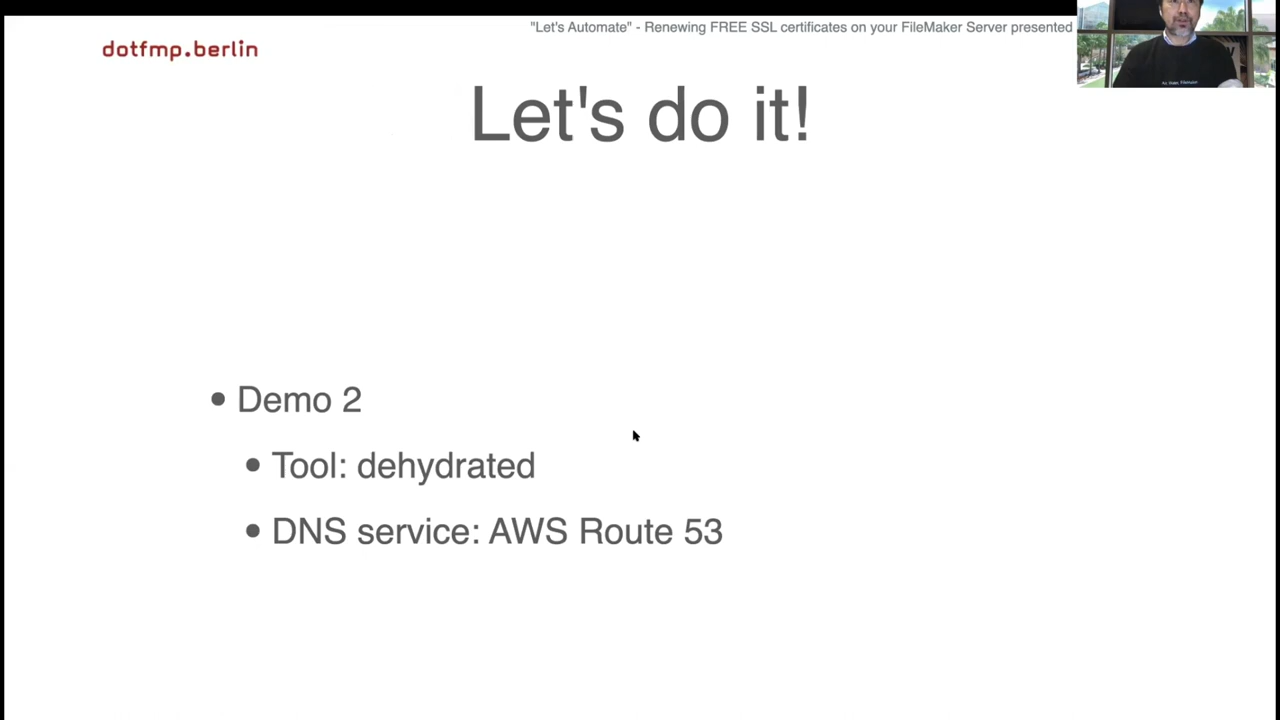 "Let's Automate" - Renewing FREE SSL certificates on your FileMaker Server presented
dotfmp.berlin
Let's do it!
• Demo 2
• Tool: dehydrated
• DNS service: AWS Route 53